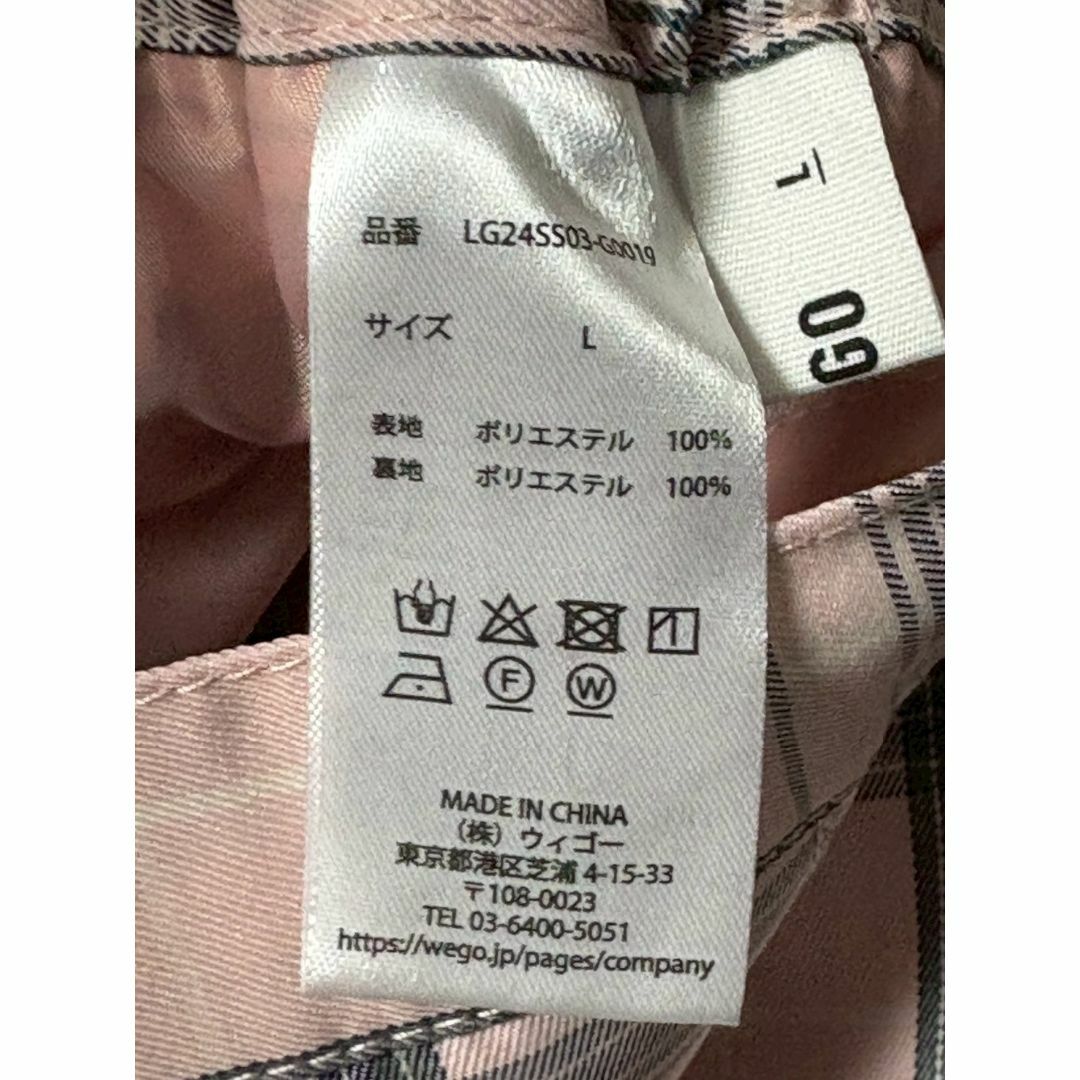 品番 LG24SS03-G0019
サイズ L
表地 ポリエステル 100%
裏地 ポリエステル 100%
F W
MADE IN CHINA
（株）ウィゴー
東京都港区芝浦 4-15-33
〒108-0023
TEL 03-6400-5051
https://wego.jp/pages/company
L
GO